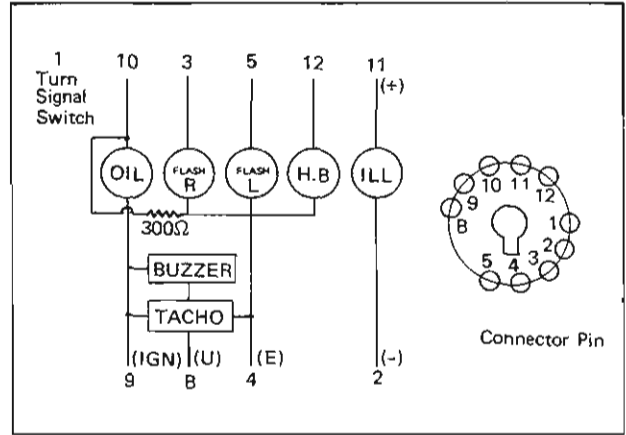 1 10 3 5 12 11
Turn
Signal
Switch
(+)
OIL FLASH R FLASH L H.B ILL
300Ω
BUZZER
TACHO
(IGN) (U) (E) (-)
9 B 4 2
10 11 12
9
B
1
2
3
4
5
Connector Pin